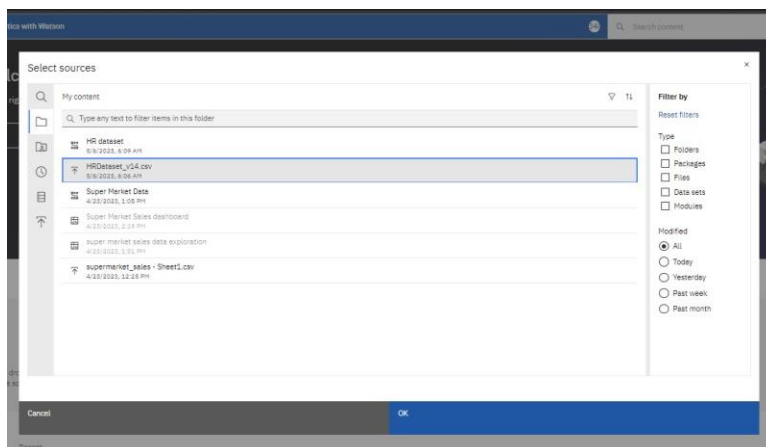 tics with Watson
Search content
Select sources
My content
Type any text to filter items in this folder
HR dataset
5/6/2023, 6:09 AM
HRDataset_v14.csv
5/6/2023, 6:06 AM
Super Market Data
4/23/2023, 1:05 PM
Super Market Sales dashboard
4/23/2023, 2:19 PM
super market sales data exploration
4/23/2023, 1:51 PM
supermarket_sales - Sheet1.csv
4/23/2023, 12:28 PM
Filter by
Reset filters
Type
Folders
Packages
Files
Data sets
Modules
Modified
All
Today
Yesterday
Past week
Past month
Cancel
OK